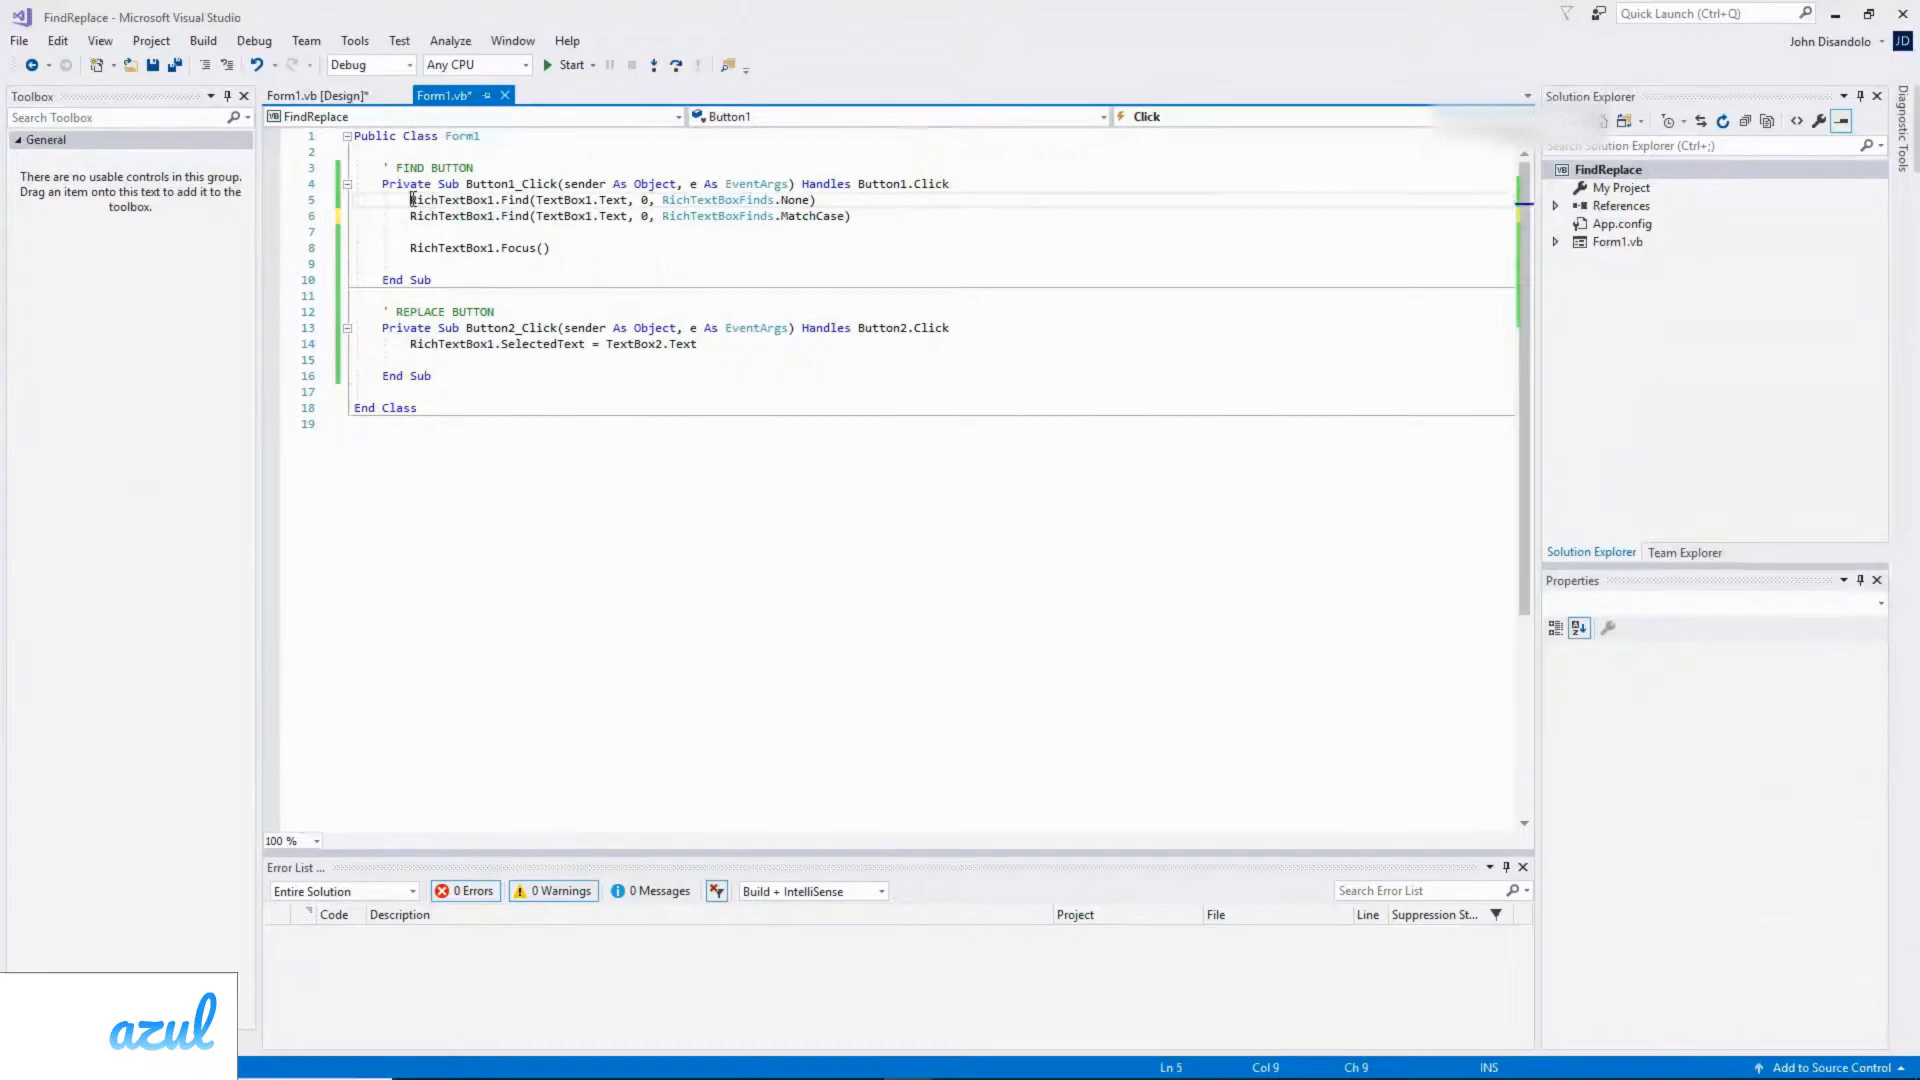 FindReplace - Microsoft Visual Studio
Quick Launch (Ctrl+Q)
File Edit View Project Build Debug Team Tools Test Analyze Window Help
John Disandolo JD
Debug Any CPU Start
Toolbox
Search Toolbox
General
There are no usable controls in this group.
Drag an item onto this text to add it to the
toolbox.
Form1.vb [Design]* Form1.vb*
VB FindReplace Button1 Click
1 Public Class Form1
2
3 ' FIND BUTTON
4 Private Sub Button1_Click(sender As Object, e As EventArgs) Handles Button1.Click
5 RichTextBox1.Find(TextBox1.Text, 0, RichTextBoxFinds.None)
6 RichTextBox1.Find(TextBox1.Text, 0, RichTextBoxFinds.MatchCase)
7
8 RichTextBox1.Focus()
9
10 End Sub
11
12 ' REPLACE BUTTON
13 Private Sub Button2_Click(sender As Object, e As EventArgs) Handles Button2.Click
14 RichTextBox1.SelectedText = TextBox2.Text
15
16 End Sub
17
18 End Class
19
100 %
Solution Explorer
Search Solution Explorer (Ctrl+;)
VB FindReplace
My Project
References
App.config
Form1.vb
Solution Explorer Team Explorer
Properties
Diagnostic Tools
Error List ...
Entire Solution 0 Errors 0 Warnings 0 Messages Build + IntelliSense Search Error List
Code Description Project File Line Suppression St...
azul
Ln 5 Col 9 Ch 9 INS Add to Source Control